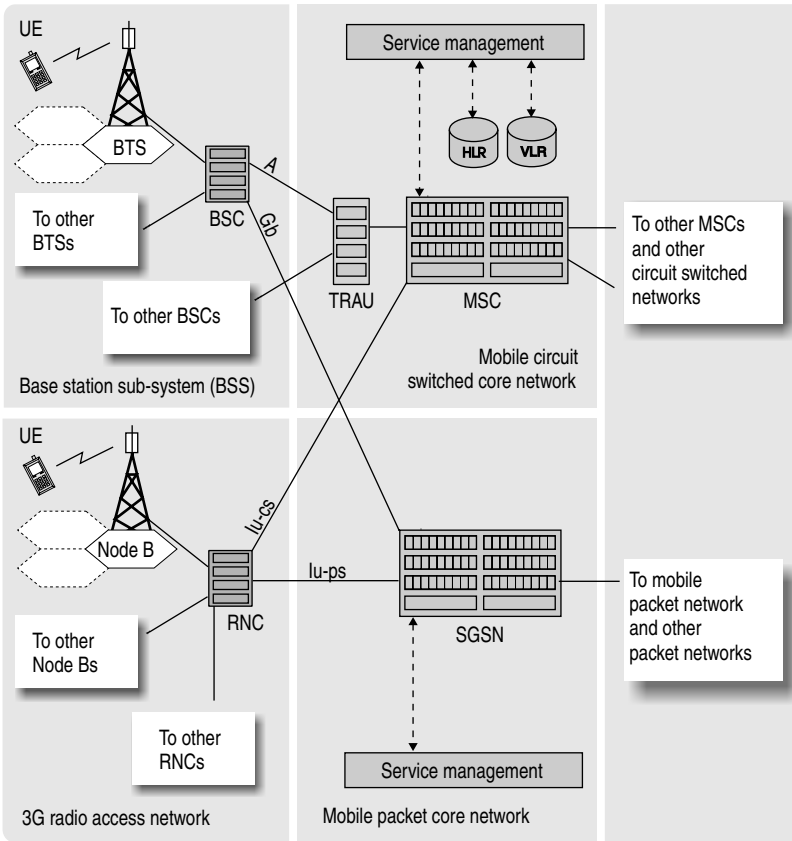 UE
Service management
BTS
HLR
VLR
A
Gb
BSC
To other
BTSs
To other MSCs
and other
circuit switched
networks
To other BSCs
TRAU
MSC
Mobile circuit
switched core network
Base station sub-system (BSS)
UE
Iu-cs
Node B
Iu-ps
RNC
SGSN
To mobile
packet network
and other
packet networks
To other
Node Bs
To other
RNCs
Service management
3G radio access network
Mobile packet core network